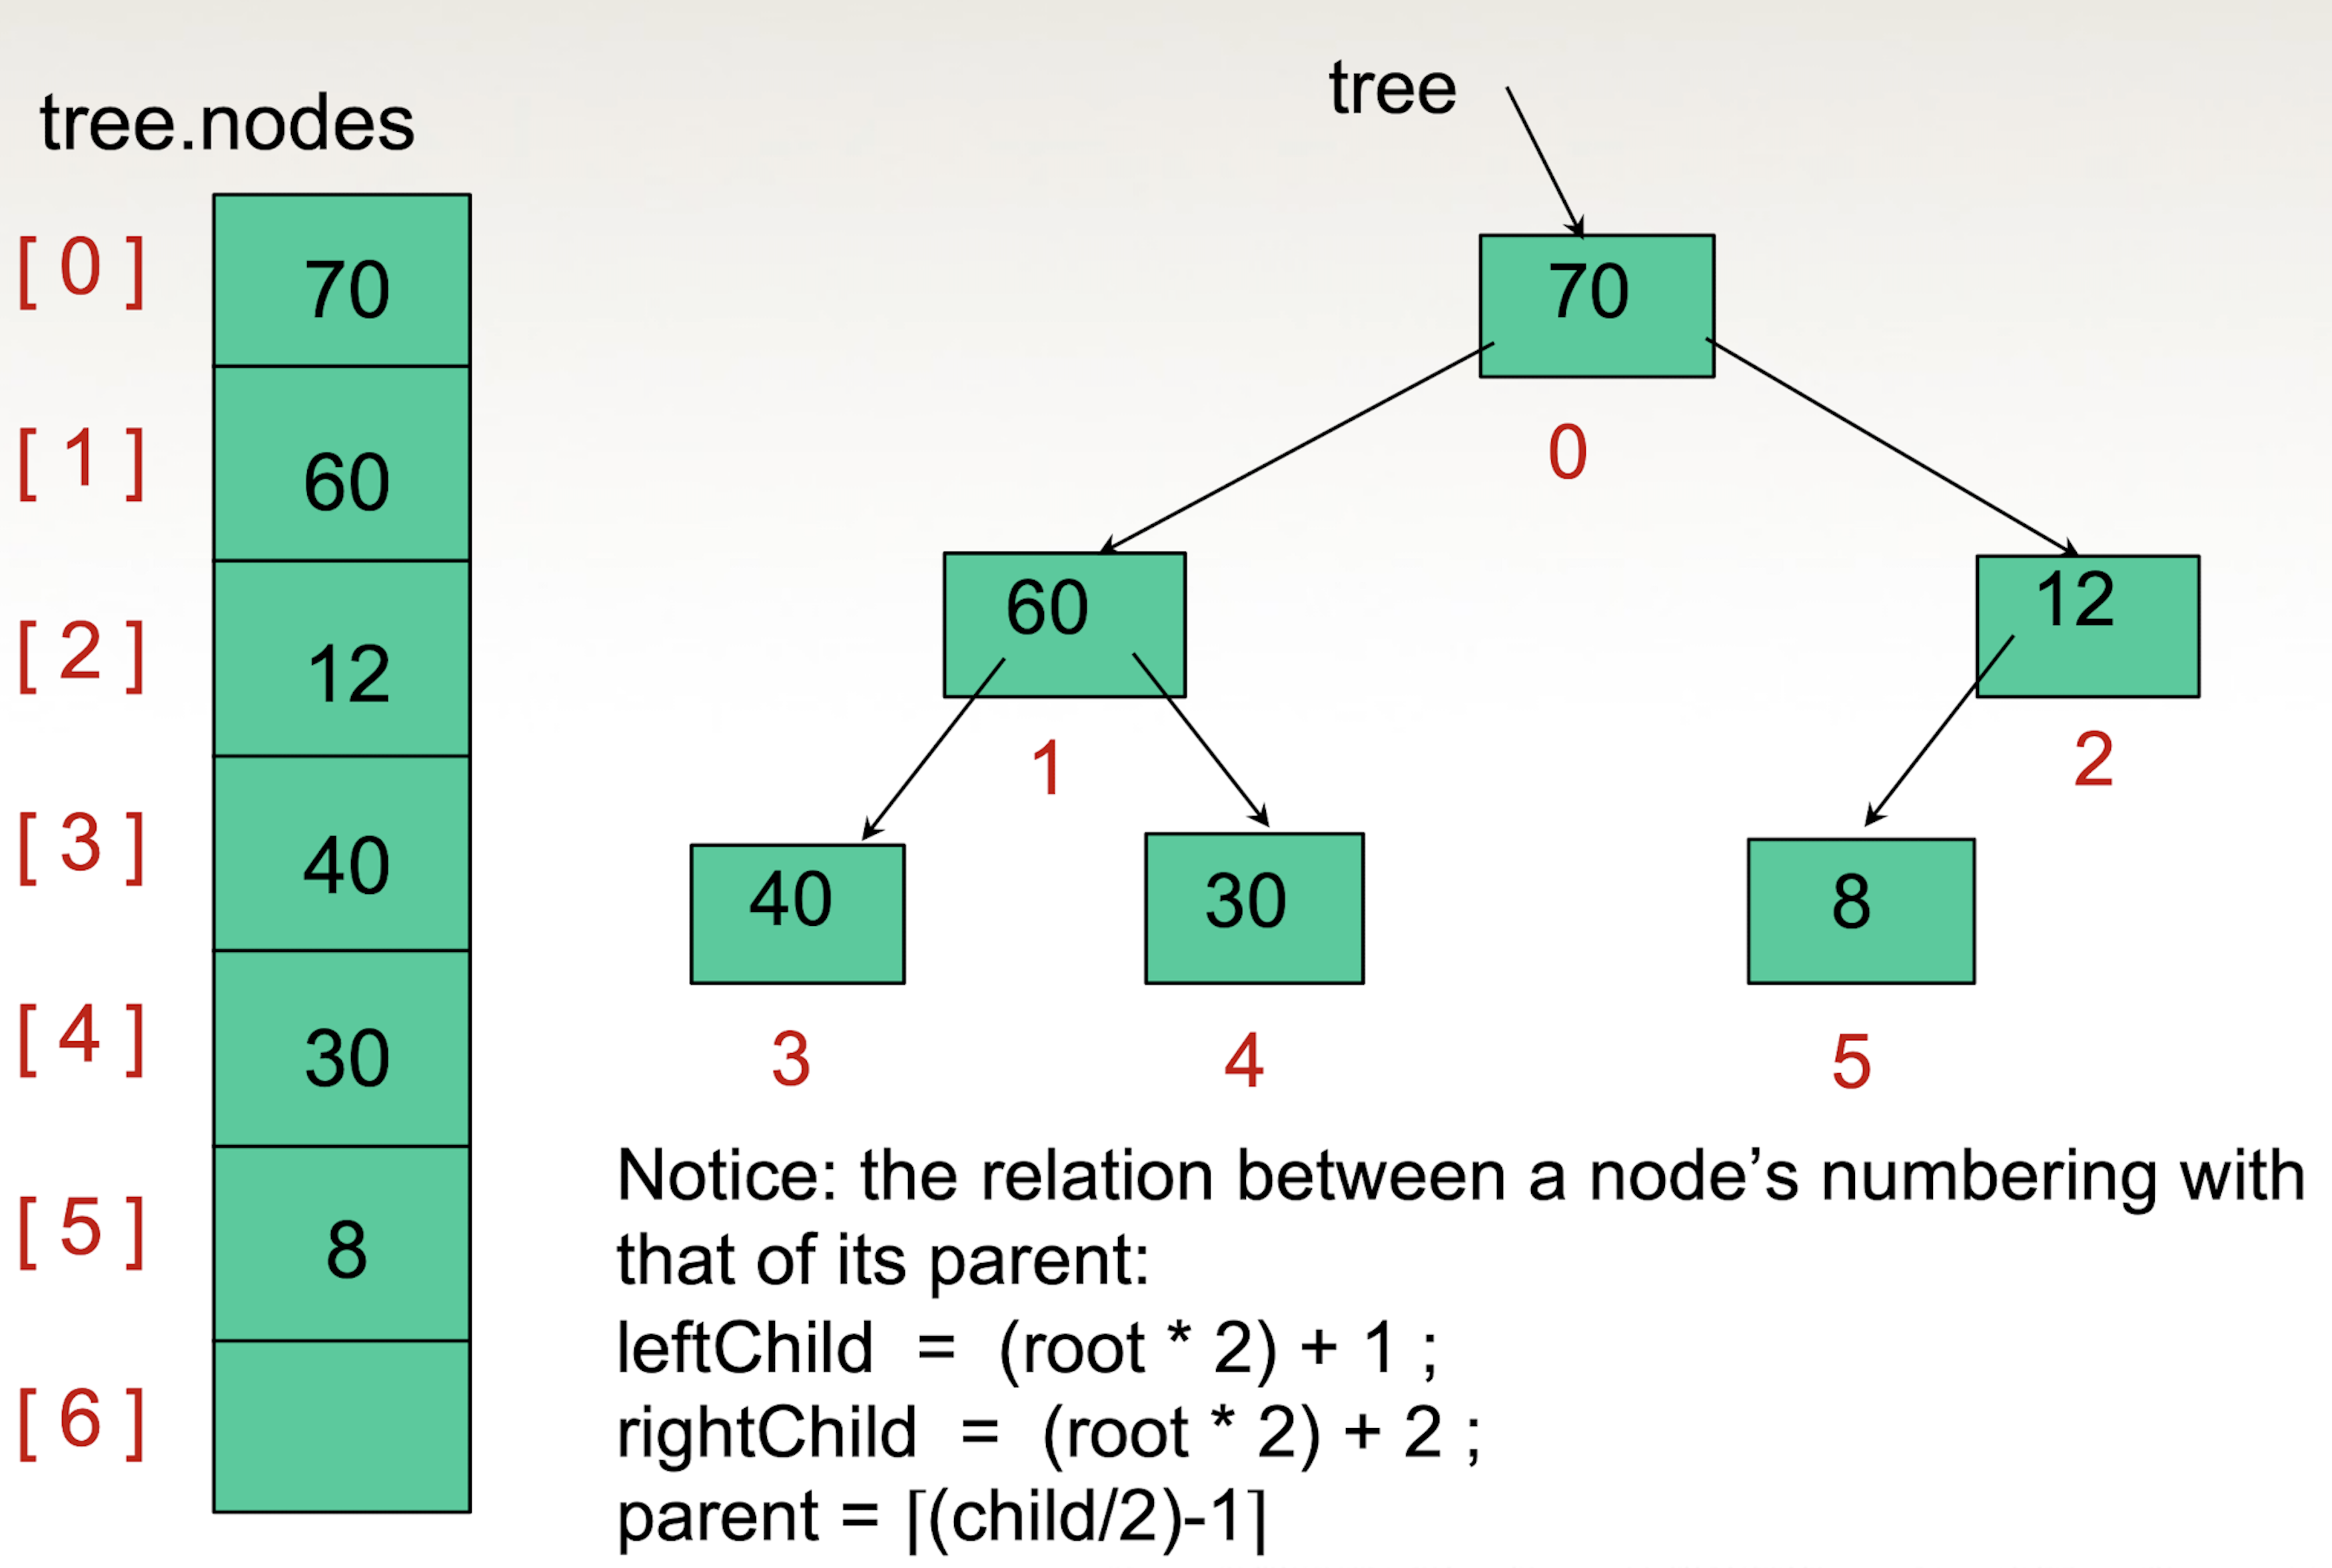 tree.nodes
[ 0 ] 70
[ 1 ] 60
[ 2 ] 12
[ 3 ] 40
[ 4 ] 30
[ 5 ] 8
[ 6 ]
tree
70
0
60
12
1
2
40
30
8
3
4
5
Notice: the relation between a node’s numbering with
that of its parent:
leftChild = (root * 2) + 1 ;
rightChild = (root * 2) + 2 ;
parent = ⌈(child/2)-1⌉